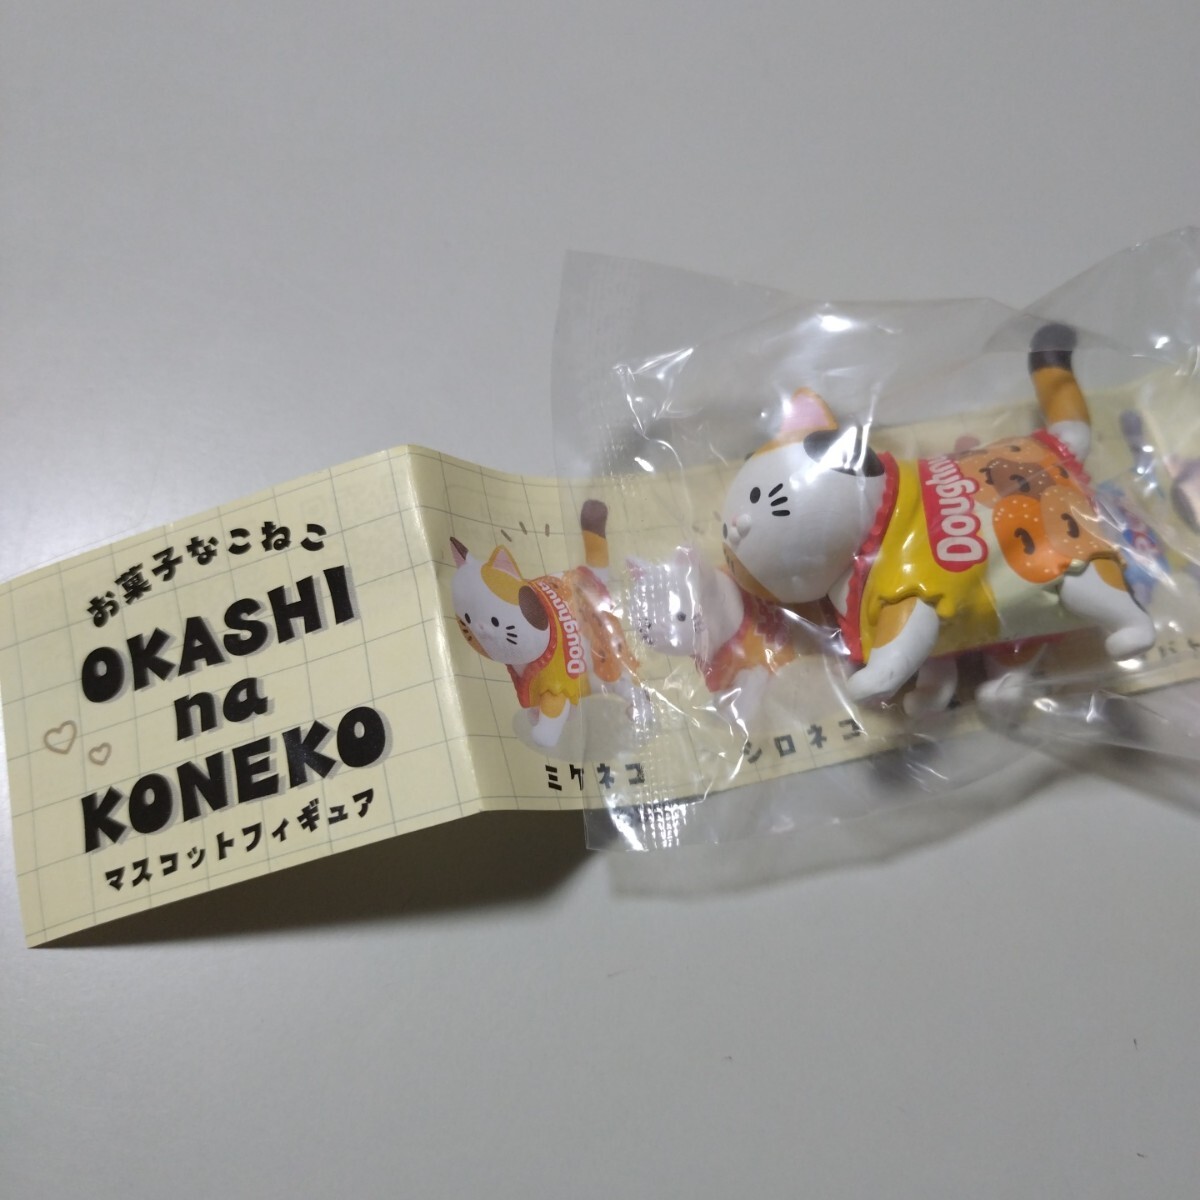 お菓子なこねこ
OKASHI
na
KONEKO
マスコットフィギュア
ミケネコ
シロネコ
Doughnu